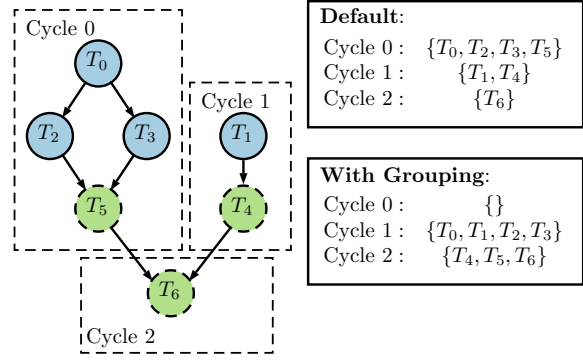 Cycle 0
T0
Cycle 1
T2
T3
T1
T5
T4
T6
Cycle 2
Default:
Cycle 0 : {T0, T2, T3, T5}
Cycle 1 : {T1, T4}
Cycle 2 : {T6}
With Grouping:
Cycle 0 : {}
Cycle 1 : {T0, T1, T2, T3}
Cycle 2 : {T4, T5, T6}